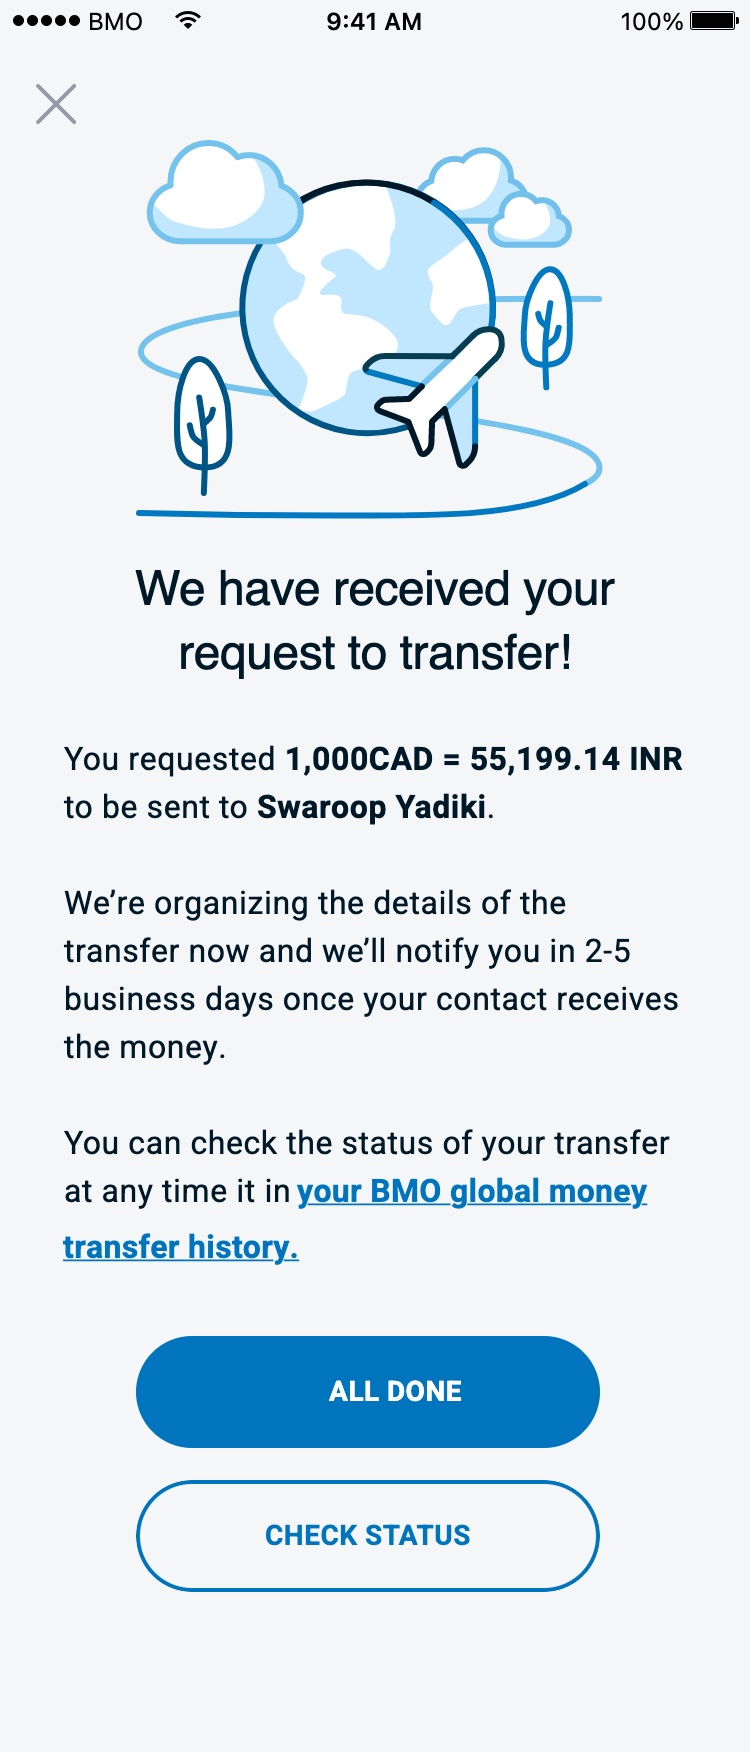 BMO 9:41 AM 100%
We have received your
request to transfer!
You requested 1,000CAD = 55,199.14 INR
to be sent to Swaroop Yadiki.
We’re organizing the details of the
transfer now and we’ll notify you in 2-5
business days once your contact receives
the money.
You can check the status of your transfer
at any time it in your BMO global money
transfer history.
ALL DONE
CHECK STATUS